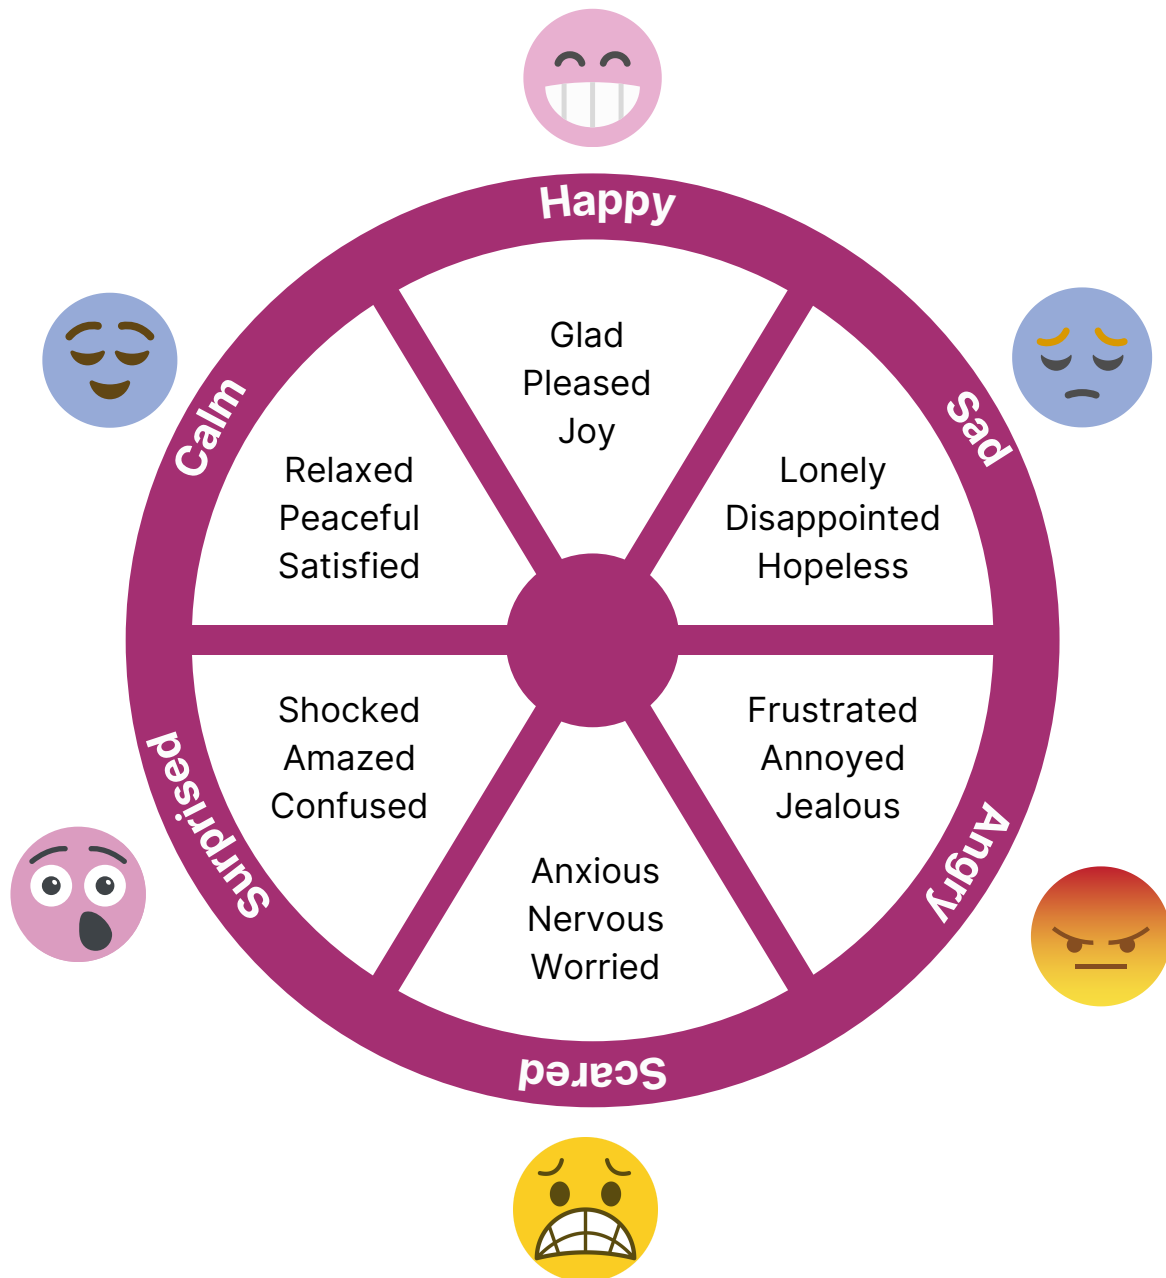 Happy
Glad
Pleased
Joy
Sad
Lonely
Disappointed
Hopeless
Angry
Frustrated
Annoyed
Jealous
Scared
Anxious
Nervous
Worried
Surprised
Shocked
Amazed
Confused
Calm
Relaxed
Peaceful
Satisfied